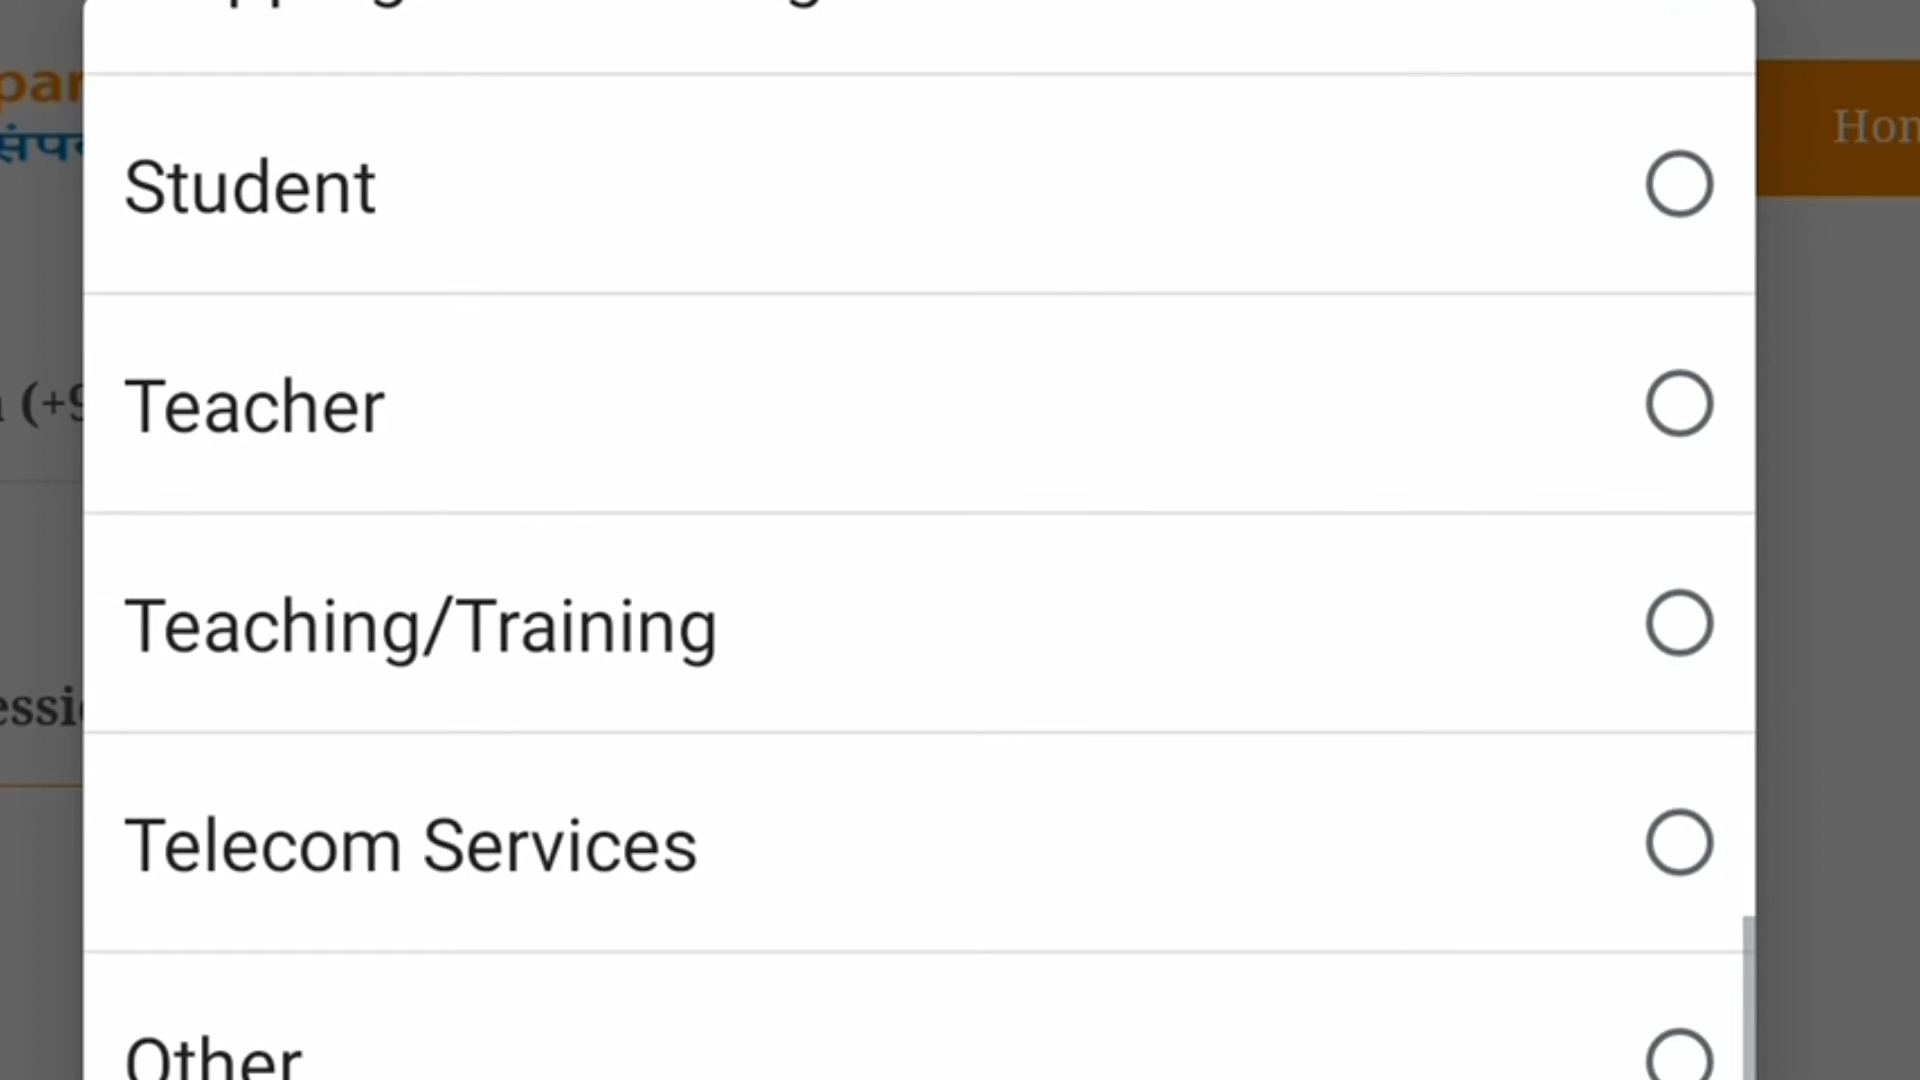 Student
Teacher
Teaching/Training
Telecom Services
Other